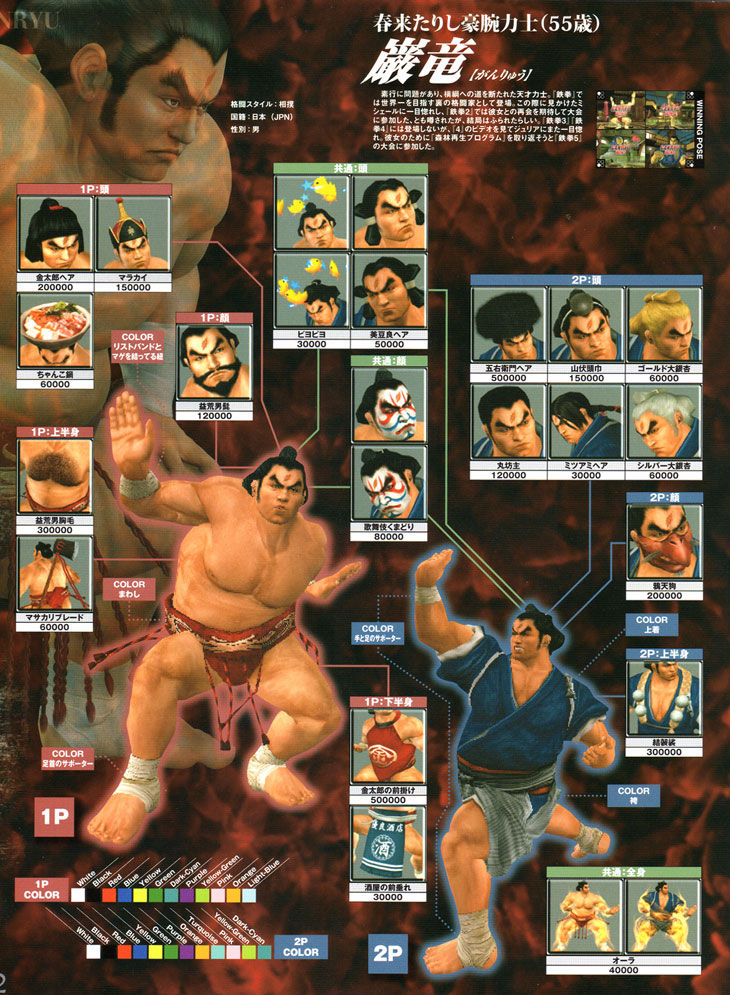 NRYU
春来たりし豪腕力士(55歳)
巌竜 [がんりゅう]
格闘スタイル:相撲
国籍:日本(JPN)
性別:男
素行に問題があり、横綱への道を断たれた天才力士。『鉄拳』で
は世界一を目指す裏の格闘家として登場。この際に見かけたミ
シェールに一目惚れし、『鉄拳2』では彼女との再会を期待して大会
に参加した、とも噂されたが、結局はふられたらしい。『鉄拳3』『鉄
拳4』には登場しないが、『4』のビデオを見てジュリアにまた一目惚
れ。彼女のために『森林再生プログラム』を取り返そうと『鉄拳5』
の大会に参加した。
WINNING POSE
1P:頭
金太郎ヘア
200000
マラカイ
150000
ちゃんこ鍋
60000
COLOR
リストバンドと
マゲを結ってる紐
1P:顔
益荒男髭
120000
共通:頭
ピヨピヨ
30000
美豆良ヘア
50000
共通:顔
歌舞伎くまどり
80000
2P:頭
五右衛門ヘア
500000
山伏頭巾
150000
ゴールド大銀杏
60000
丸坊主
120000
ミツアミヘア
30000
シルバー大銀杏
60000
1P:上半身
益荒男胸毛
300000
マサカリブレード
60000
COLOR
まわし
2P:顔
鴉天狗
200000
COLOR
手と足のサポーター
COLOR
上着
2P:上半身
結袈裟
300000
1P:下半身
金
金太郎の前掛け
500000
優良酒店
酒
酒屋の前垂れ
30000
COLOR
足首のサポーター
COLOR
袴
1P
2P
共通:全身
オーラ
40000
1P
COLOR
White
Black
Red
Blue
Yellow
Green
Dark-Cyan
Purple
Yellow-Green
Pink
Orange
Light-Blue
White
Black
Red
Blue
Yellow
Green
Purple
Orange
Turquoise
Pink
Yellow-Green
Dark-Cyan
2P
COLOR
2